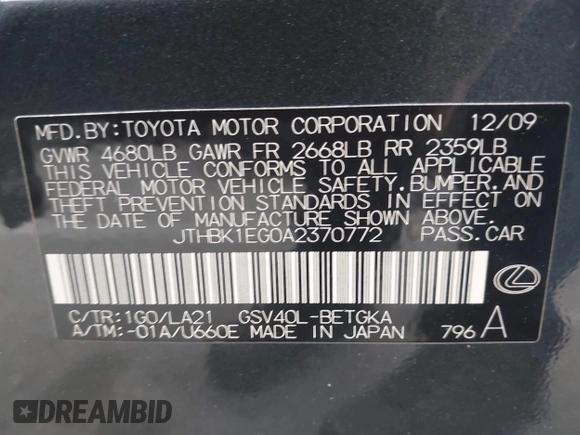 MFD.BY:TOYOTA MOTOR CORPORATION 12/09
GVWR 4680LB GAWR FR 2668LB RR 2359LB
THIS VEHICLE CONFORMS TO ALL APPLICABLE
FEDERAL MOTOR VEHICLE SAFETY.BUMPER.AND
THEFT PREVENTION STANDARDS IN EFFECT ON
THE DATE OF MANUFACTURE SHOWN ABOVE.
JTHBK1EG0A2370772 PASS.CAR
C/TR:1G0/LA21 GSV40L-BETGKA
A/TM:-01A/U660E MADE IN JAPAN 796 A
DREAMBID